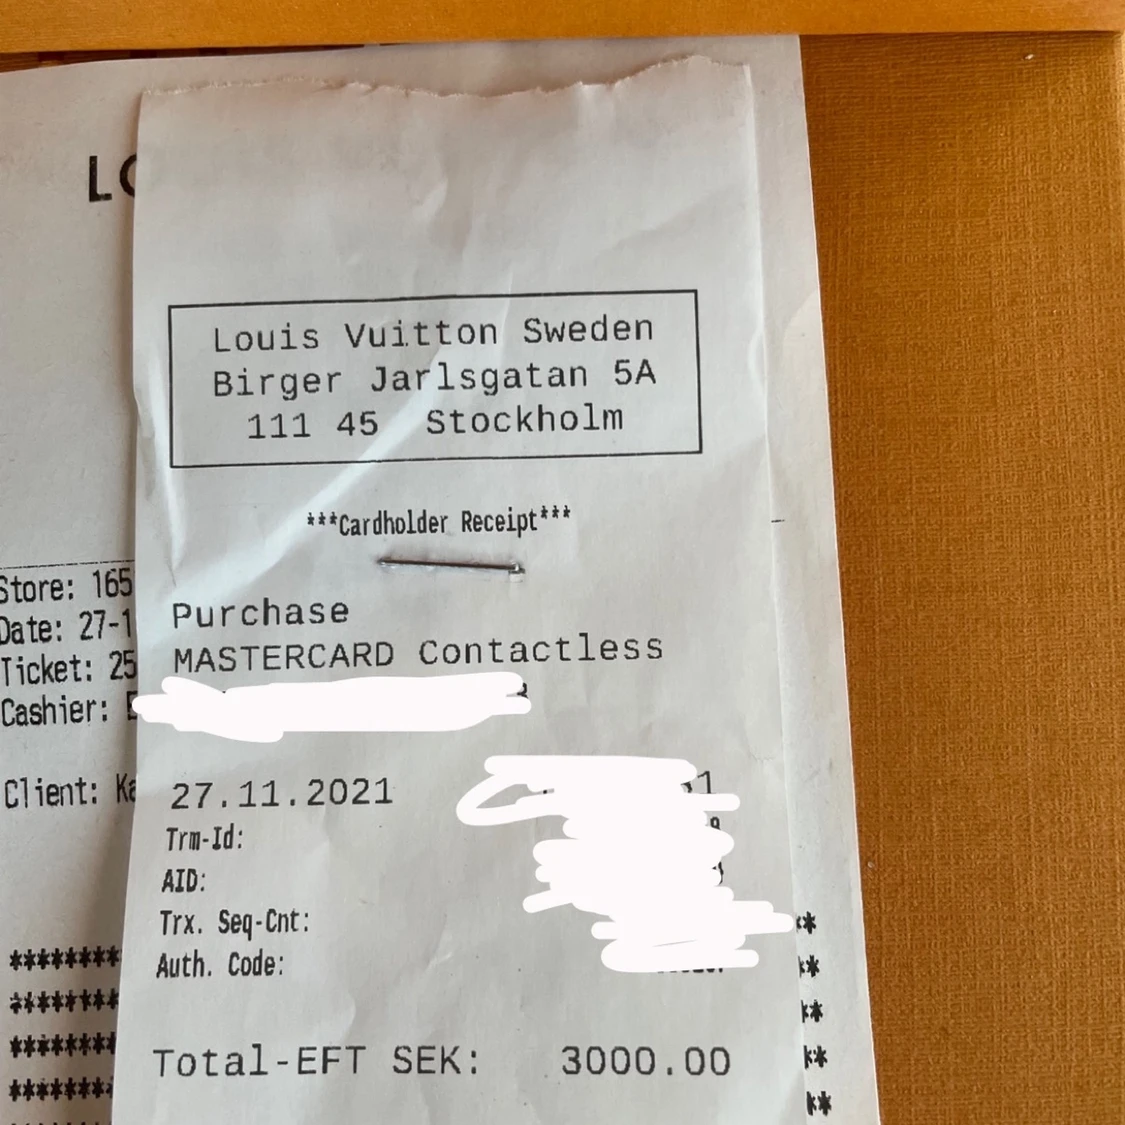 Louis Vuitton Sweden
Birger Jarlsgatan 5A
111 45 Stockholm
***Cardholder Receipt***
Store: 165
Date: 27-1
Ticket: 25
Cashier:
Client: Ka
Purchase
MASTERCARD Contactless
27.11.2021
Trm-Id:
AID:
Trx. Seq-Cnt:
Auth. Code:
Total-EFT SEK: 3000.00